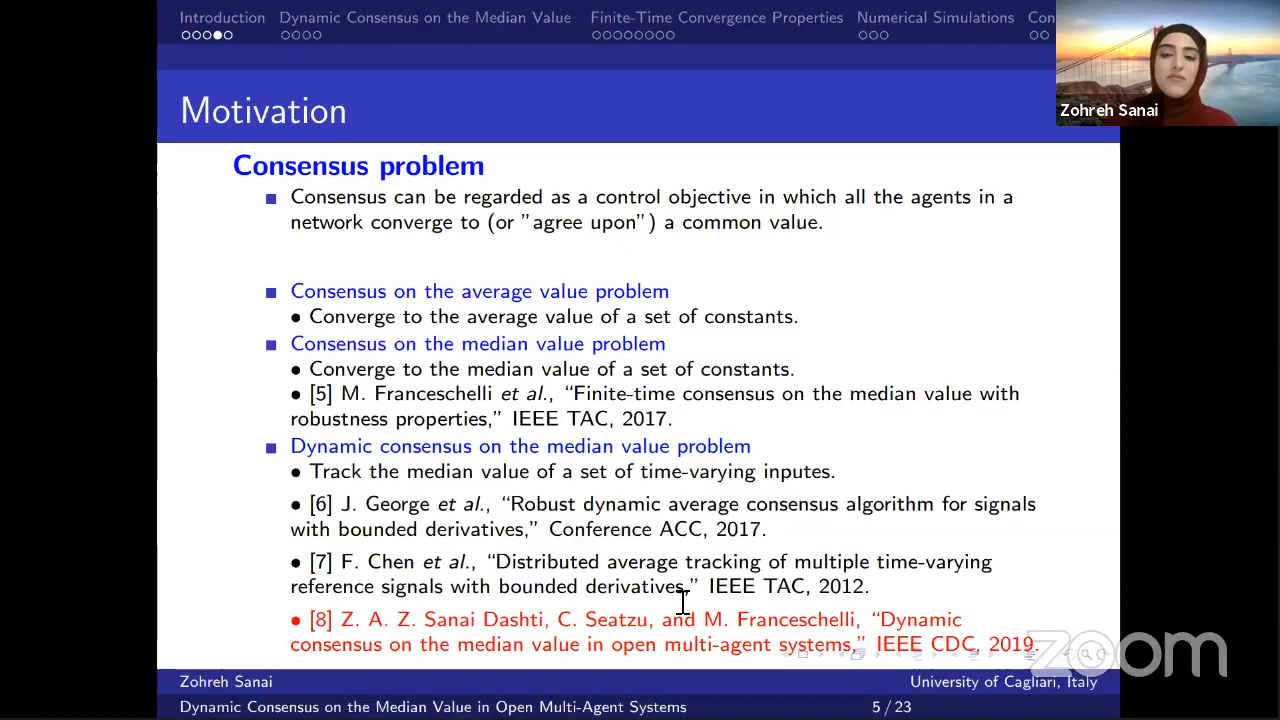 Introduction Dynamic Consensus on the Median Value Finite-Time Convergence Properties Numerical Simulations Con
Zohreh Sanai
Motivation
Consensus problem
Consensus can be regarded as a control objective in which all the agents in a
network converge to (or ”agree upon”) a common value.
Consensus on the average value problem
• Converge to the average value of a set of constants.
Consensus on the median value problem
• Converge to the median value of a set of constants.
• [5] M. Franceschelli et al., “Finite-time consensus on the median value with
robustness properties,” IEEE TAC, 2017.
Dynamic consensus on the median value problem
• Track the median value of a set of time-varying inputes.
• [6] J. George et al., “Robust dynamic average consensus algorithm for signals
with bounded derivatives,” Conference ACC, 2017.
• [7] F. Chen et al., “Distributed average tracking of multiple time-varying
reference signals with bounded derivatives,” IEEE TAC, 2012.
• [8] Z. A. Z. Sanai Dashti, C. Seatzu, and M. Franceschelli, “Dynamic
consensus on the median value in open multi-agent systems,” IEEE CDC, 2019.
zoom
Zohreh Sanai University of Cagliari, Italy
Dynamic Consensus on the Median Value in Open Multi-Agent Systems 5 / 23